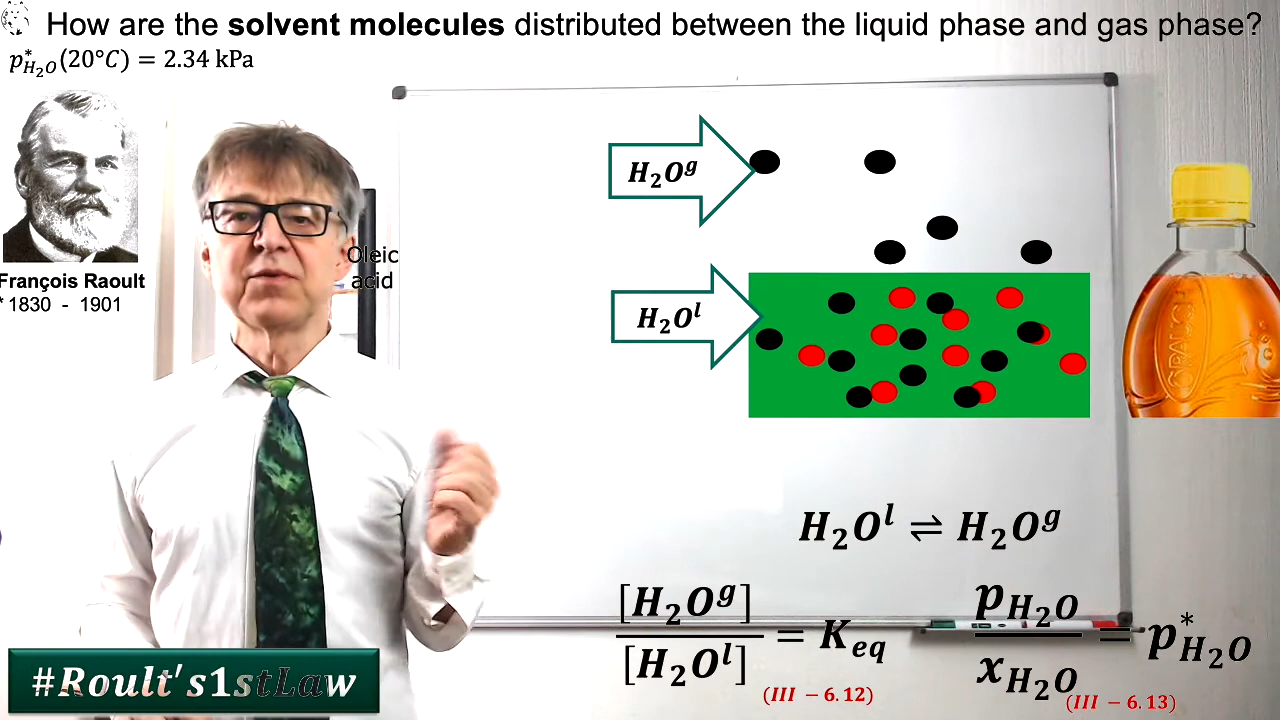 How are the solvent molecules distributed between the liquid phase and gas phase?
p*H₂O(20°C) = 2.34 kPa
H₂Oᵍ
Oleic
acid
François Raoult
* 1830 - 1901
H₂Oˡ
OPALO
H₂Oˡ ⇌ H₂Oᵍ
[H₂Oᵍ] / [H₂Oˡ] = Keq
(III − 6.12)
pH₂O / xH₂O = p*H₂O
(III − 6.13)
#Roult's1stLaw